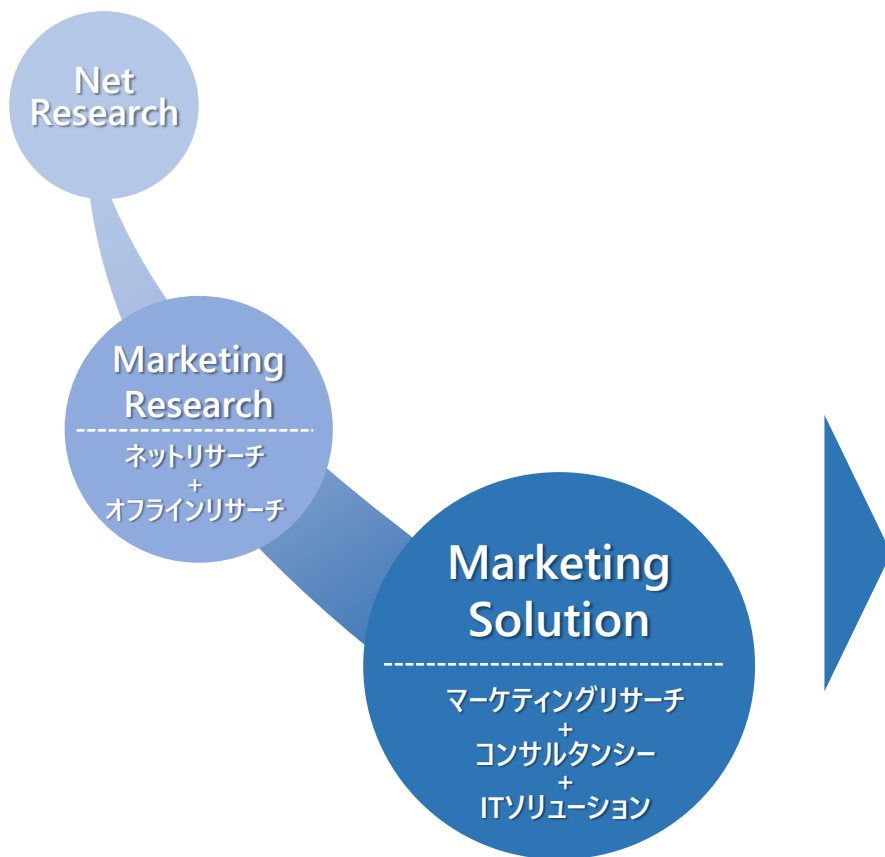 Net
Research
Marketing
Research
ネットリサーチ
+
オフラインリサーチ
Marketing
Solution
マーケティングリサーチ
+
コンサルタンシー
+
ITソリューション